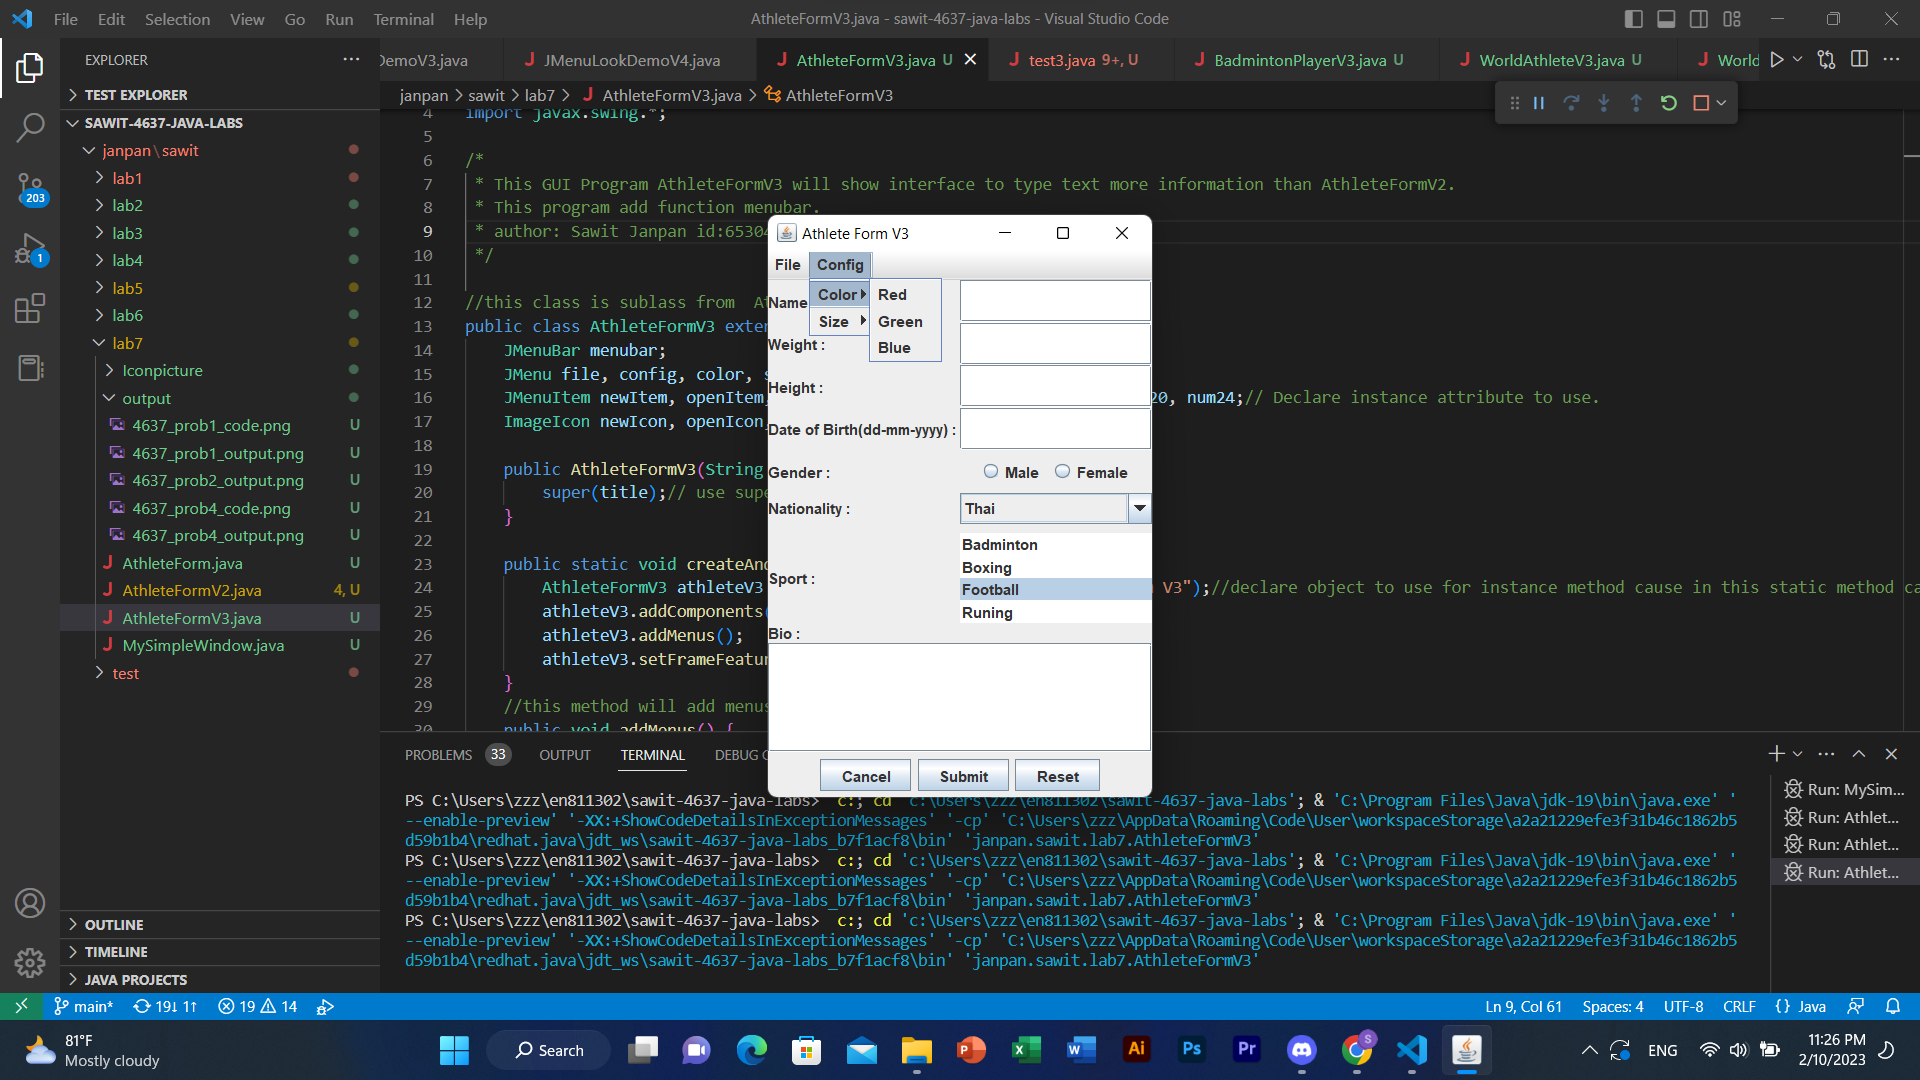 File Edit Selection View Go Run Terminal Help
AthleteFormV3.java - sawit-4637-java-labs - Visual Studio Code
EXPLORER
TEST EXPLORER
SAWIT-4637-JAVA-LABS
janpan\sawit
lab1
lab2
lab3
lab4
lab5
lab6
lab7
Iconpicture
output
4637_prob1_code.png U
4637_prob1_output.png U
4637_prob2_output.png U
4637_prob4_code.png U
4637_prob4_output.png U
AthleteForm.java U
AthleteFormV2.java 4, U
AthleteFormV3.java U
MySimpleWindow.java U
test
OUTLINE
TIMELINE
JAVA PROJECTS
203
1
DemoV3.java
JMenuLookDemoV4.java
AthleteFormV3.java U
test3.java 9+, U
BadmintonPlayerV3.java U
WorldAthleteV3.java U
World
janpan > sawit > lab7 > AthleteFormV3.java > AthleteFormV3
4 import javax.swing.*;
5
6 /*
7 * This GUI Program AthleteFormV3 will show interface to type text more information than AthleteFormV2.
8 * This program add function menubar.
9 * author: Sawit Janpan id:65304
10 */
11
12 //this class is sublass from At
13 public class AthleteFormV3 exten
14 JMenuBar menubar;
15 JMenu file, config, color, s
16 JMenuItem newItem, openItem, 20, num24;// Declare instance attribute to use.
17 ImageIcon newIcon, openIcon,
18
19 public AthleteFormV3(String
20 super(title);// use supe
21 }
22
23 public static void createAnd
24 AthleteFormV3 athleteV3 V3");//declare object to use for instance method cause in this static method ca
25 athleteV3.addComponents(
26 athleteV3.addMenus();
27 athleteV3.setFrameFeatur
28 }
29 //this method will add menus
30 public void addMenus() {
Athlete Form V3
File Config
Color Red
Size Green
Blue
Name
Weight :
Height :
Date of Birth(dd-mm-yyyy) :
Gender : Male Female
Nationality : Thai
Sport :
Badminton
Boxing
Football
Runing
Bio :
Cancel Submit Reset
PROBLEMS 33 OUTPUT TERMINAL DEBUG C
PS C:\Users\zzz\en811302\sawit-4637-java-labs> c:; cd 'c:\Users\zzz\en811302\sawit-4637-java-labs'; & 'C:\Program Files\Java\jdk-19\bin\java.exe' '
--enable-preview' '-XX:+ShowCodeDetailsInExceptionMessages' '-cp' 'C:\Users\zzz\AppData\Roaming\Code\User\workspaceStorage\a2a21229efe3f31b46c1862b5
d59b1b4\redhat.java\jdt_ws\sawit-4637-java-labs_b7f1acf8\bin' 'janpan.sawit.lab7.AthleteFormV3'
PS C:\Users\zzz\en811302\sawit-4637-java-labs> c:; cd 'c:\Users\zzz\en811302\sawit-4637-java-labs'; & 'C:\Program Files\Java\jdk-19\bin\java.exe' '
--enable-preview' '-XX:+ShowCodeDetailsInExceptionMessages' '-cp' 'C:\Users\zzz\AppData\Roaming\Code\User\workspaceStorage\a2a21229efe3f31b46c1862b5
d59b1b4\redhat.java\jdt_ws\sawit-4637-java-labs_b7f1acf8\bin' 'janpan.sawit.lab7.AthleteFormV3'
PS C:\Users\zzz\en811302\sawit-4637-java-labs> c:; cd 'c:\Users\zzz\en811302\sawit-4637-java-labs'; & 'C:\Program Files\Java\jdk-19\bin\java.exe' '
--enable-preview' '-XX:+ShowCodeDetailsInExceptionMessages' '-cp' 'C:\Users\zzz\AppData\Roaming\Code\User\workspaceStorage\a2a21229efe3f31b46c1862b5
d59b1b4\redhat.java\jdt_ws\sawit-4637-java-labs_b7f1acf8\bin' 'janpan.sawit.lab7.AthleteFormV3'
Run: MySim...
Run: Athlet...
Run: Athlet...
Run: Athlet...
main* 19↓ 1↑ 19 14
Ln 9, Col 61 Spaces: 4 UTF-8 CRLF {} Java
81°F
Mostly cloudy
Search
Ai Ps Pr S
ENG
11:26 PM
2/10/2023